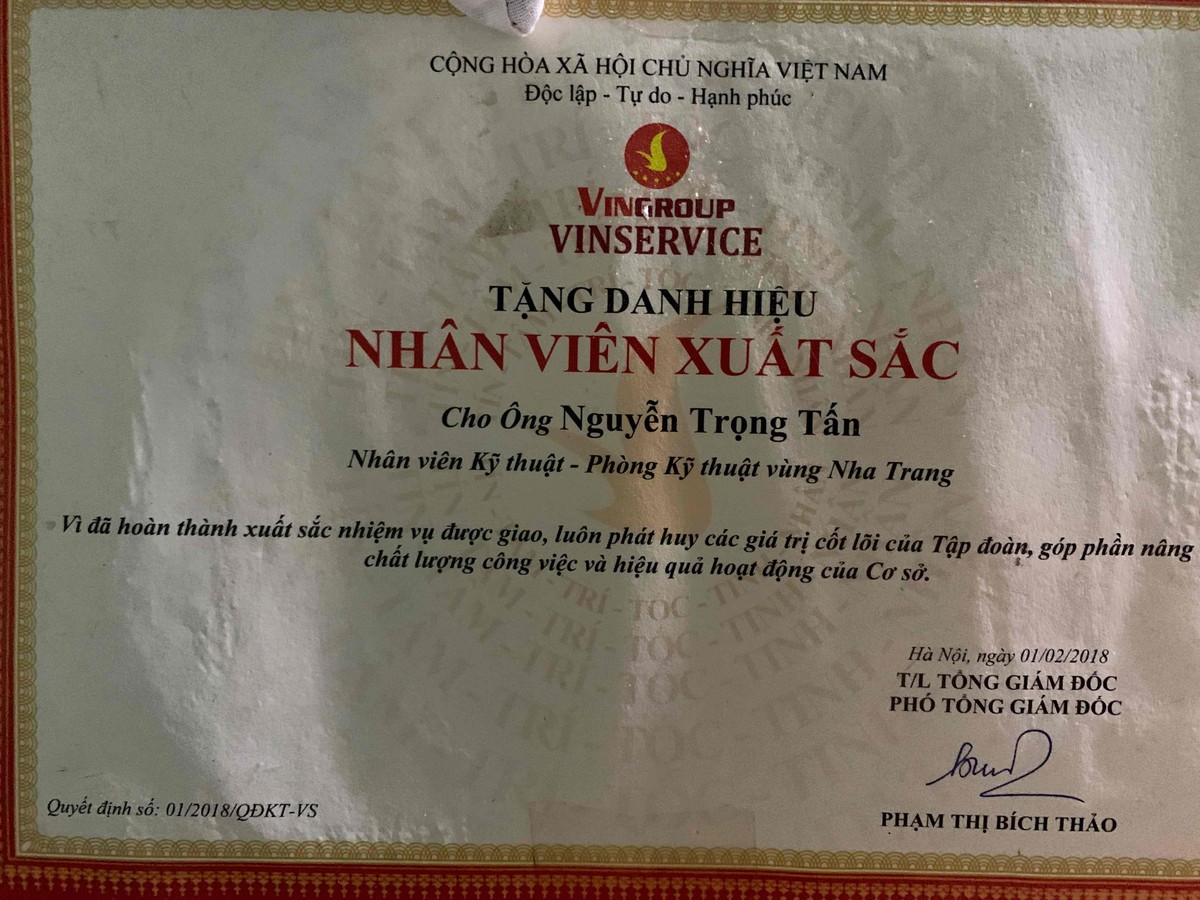 CỘNG HÒA XÃ HỘI CHỦ NGHĨA VIỆT NAM
Độc lập - Tự do - Hạnh phúc
VINGROUP
VINSERVICE
TẶNG DANH HIỆU
NHÂN VIÊN XUẤT SẮC
Cho Ông Nguyễn Trọng Tấn
Nhân viên Kỹ thuật - Phòng Kỹ thuật vùng Nha Trang
Vì đã hoàn thành xuất sắc nhiệm vụ được giao, luôn phát huy các giá trị cốt lõi của Tập đoàn, góp phần nâng
chất lượng công việc và hiệu quả hoạt động của Cơ sở.
Hà Nội, ngày 01/02/2018
T/L TỔNG GIÁM ĐỐC
PHÓ TỔNG GIÁM ĐỐC
Quyết định số: 01/2018/QĐKT-VS
PHẠM THỊ BÍCH THẢO